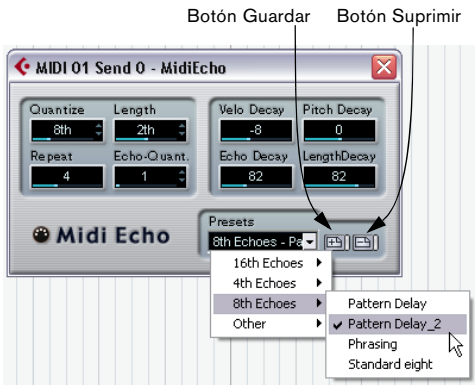 Botón Guardar Botón Suprimir
MIDI 01 Send 0 - MidiEcho
Quantize Length Velo Decay Pitch Decay
8th 2th -8 0
Repeat Echo-Quant. Echo Decay LengthDecay
4 1 82 82
Midi Echo
Presets
8th Echoes - Pa
16th Echoes
4th Echoes
8th Echoes Pattern Delay
Other Pattern Delay_2
Phrasing
Standard eight